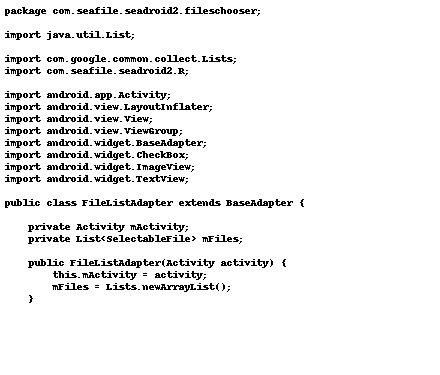 package com.seafile.seadroid2.fileschooser;

import java.util.List;

import com.google.common.collect.Lists;
import com.seafile.seadroid2.R;

import android.app.Activity;
import android.view.LayoutInflater;
import android.view.View;
import android.view.ViewGroup;
import android.widget.BaseAdapter;
import android.widget.CheckBox;
import android.widget.ImageView;
import android.widget.TextView;

public class FileListAdapter extends BaseAdapter {

    private Activity mActivity;
    private List<SelectableFile> mFiles;

    public FileListAdapter(Activity activity) {
        this.mActivity = activity;
        mFiles = Lists.newArrayList();
    }